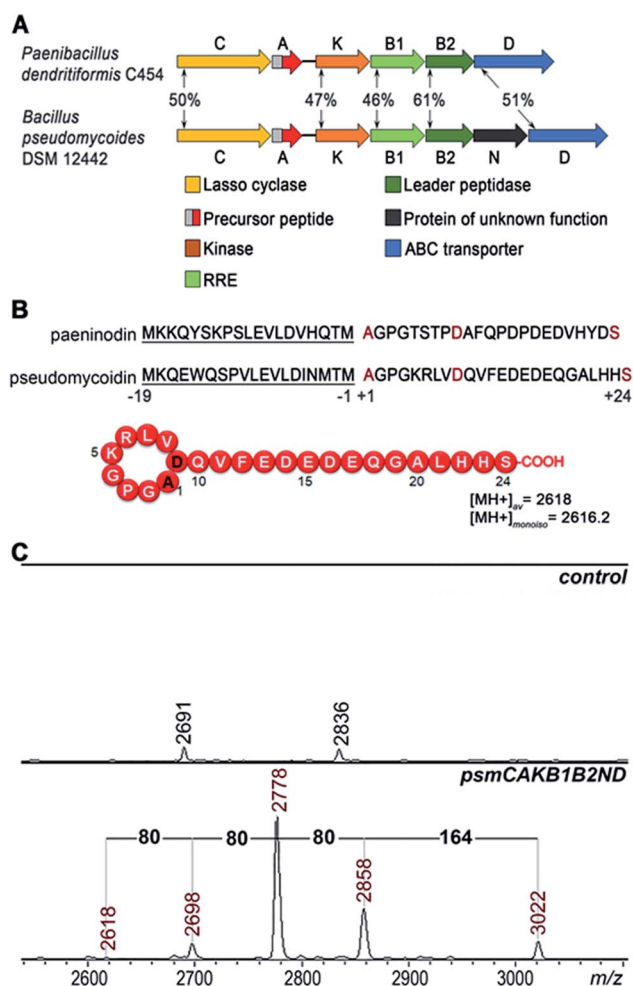 A
C A K B1 B2 D
Paenibacillus
dendritiformis C454
50% 47% 46% 61% 51%
Bacillus
pseudomycoides
DSM 12442
C A K B1 B2 N D
Lasso cyclase
Leader peptidase
Precursor peptide
Protein of unknown function
Kinase
ABC transporter
RRE
B
paeninodin MKKQYSKPSLEVLDVHQTM AGPGTSTPDAFQPDPDEDVHYDS
pseudomycoidin MKQEWQSPVLEVLDINMTM AGPGKRLVDQVFEDEDEQGALHHS
-19 -1 +1 +24
A G P G K R L V D Q V F E D E D E Q G A L H H S -COOH
1 5 10 15 20 24
[MH+]av = 2618
[MH+]monoiso = 2616.2
C
control
2691 2836
psmCAKB1B2ND
2778
80 80 80 164
2618 2698 2858 3022
2600 2700 2800 2900 3000 m/z